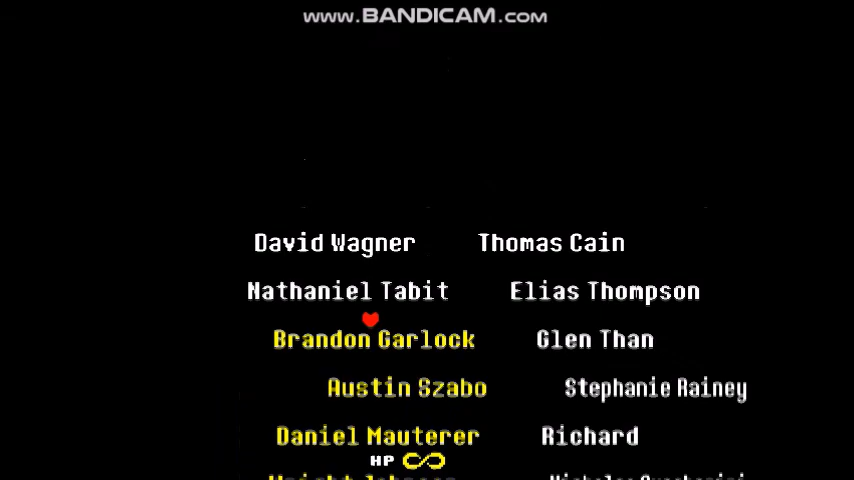 www.BANDICAM.com
David Wagner Thomas Cain
Nathaniel Tabit Elias Thompson
Brandon Garlock Glen Than
Austin Szabo Stephanie Rainey
Daniel Mauterer Richard
HP